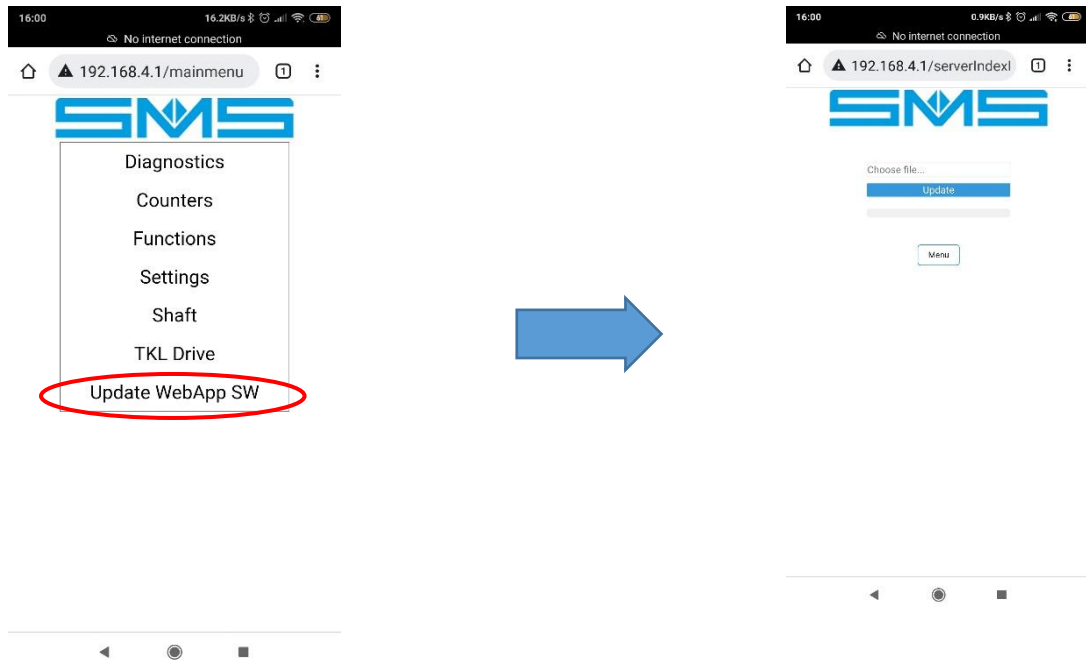 16:00 16.2KB/s
No internet connection
192.168.4.1/mainmenu 1
SMS
Diagnostics
Counters
Functions
Settings
Shaft
TKL Drive
Update WebApp SW
16:00 0.9KB/s
No internet connection
192.168.4.1/serverIndexl 1
SMS
Choose file...
Update
Menu